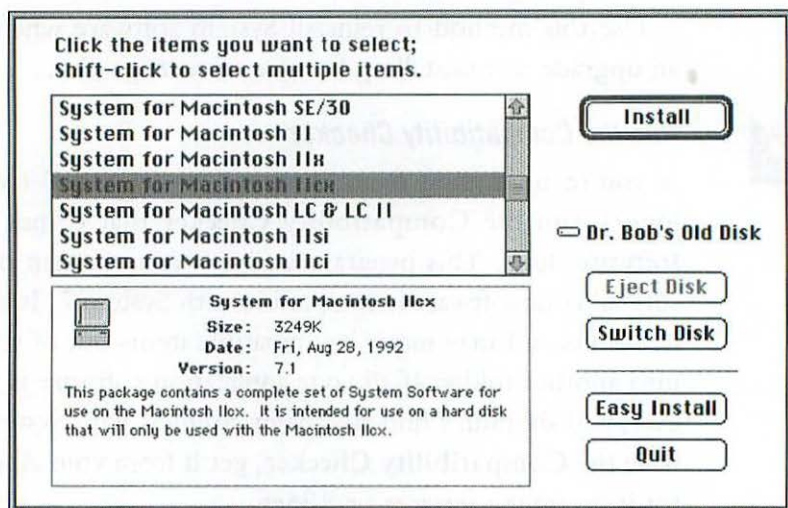 Click the items you want to select;
Shift-click to select multiple items.
System for Macintosh SE/30
System for Macintosh II
System for Macintosh IIx
System for Macintosh IIcx
System for Macintosh LC & LC II
System for Macintosh IIsi
System for Macintosh IIci
Install
Dr. Bob's Old Disk
Eject Disk
Switch Disk
Easy Install
Quit
System for Macintosh IIcx
Size: 3249K
Date: Fri, Aug 28, 1992
Version: 7.1
This package contains a complete set of System Software for
use on the Macintosh IIcx. It is intended for use on a hard disk
that will only be used with the Macintosh IIcx.